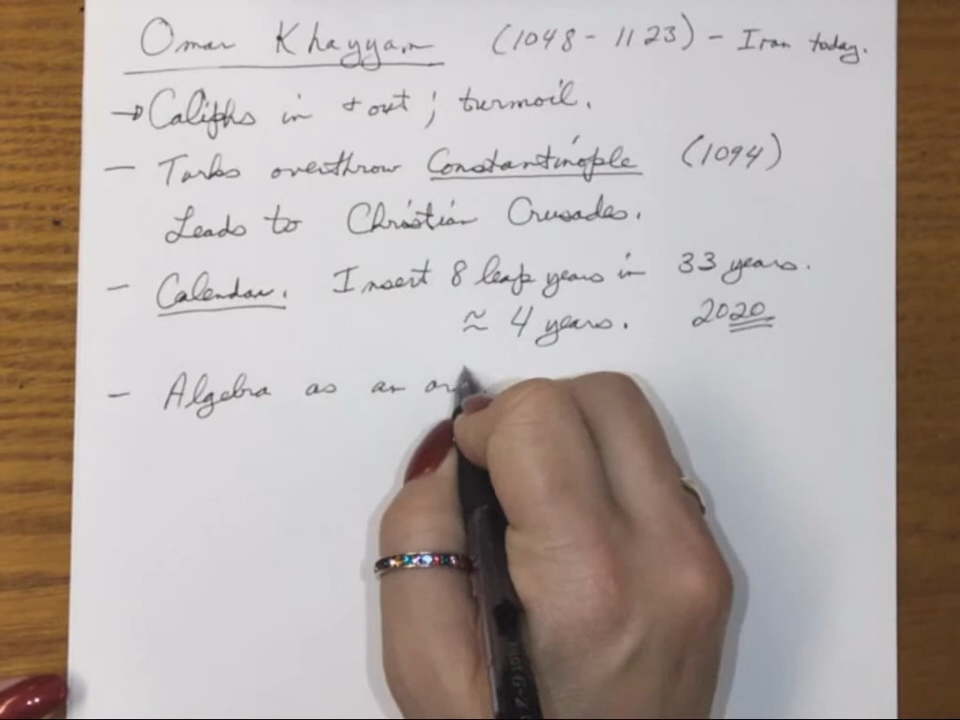 Omar Khayyam (1048 - 1123) - Iran today.
→ Caliphs in + out ; turmoil.
- Turks overthrow Constantinople (1094)
Leads to Christian Crusades.
- Calendar. Insert 8 leap years in 33 years.
≈ 4 years. 2020
- Algebra as an